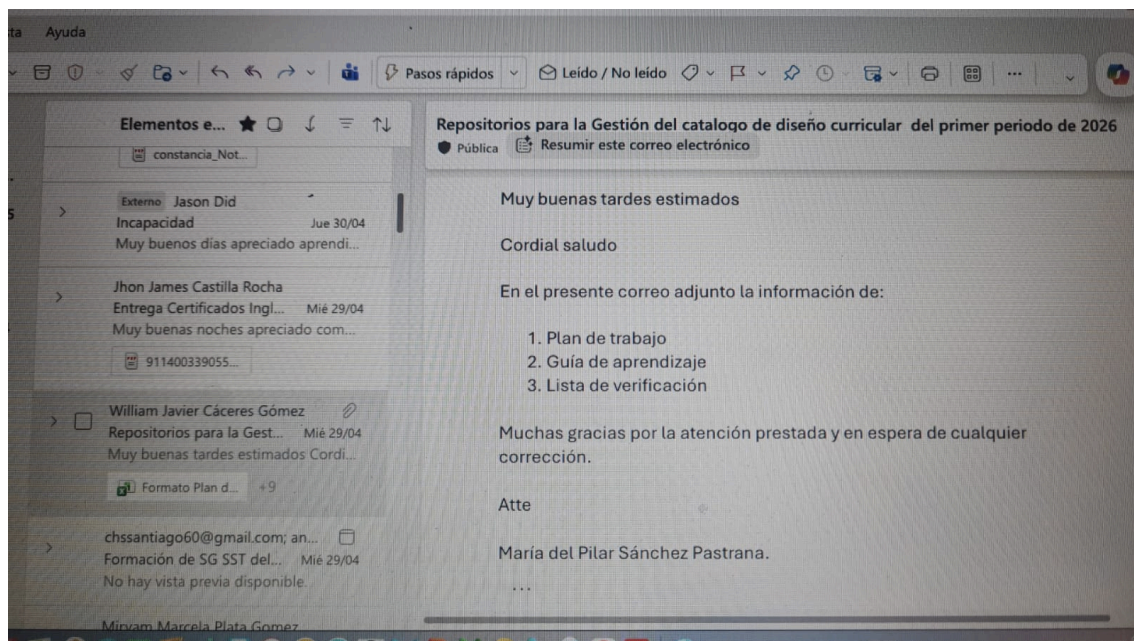 Ayuda
Pasos rápidos
Leído / No leído
Elementos e...
constancia_Not...
Externo Jason Did
Incapacidad Jue 30/04
Muy buenos días apreciado aprendi...
Jhon James Castilla Rocha
Entrega Certificados Ingl... Mié 29/04
Muy buenas noches apreciado com...
911400339055...
William Javier Cáceres Gómez
Repositorios para la Gest... Mié 29/04
Muy buenas tardes estimados Cordi...
Formato Plan d... +9
chssantiago60@gmail.com; an...
Formación de SG SST del... Mié 29/04
No hay vista previa disponible.
Miryam Marcela Plata Gomez
Repositorios para la Gestión del catalogo de diseño curricular del primer periodo de 2026
Pública Resumir este correo electrónico
Muy buenas tardes estimados
Cordial saludo
En el presente correo adjunto la información de:
1. Plan de trabajo
2. Guía de aprendizaje
3. Lista de verificación
Muchas gracias por la atención prestada y en espera de cualquier
corrección.
Atte
María del Pilar Sánchez Pastrana.
...